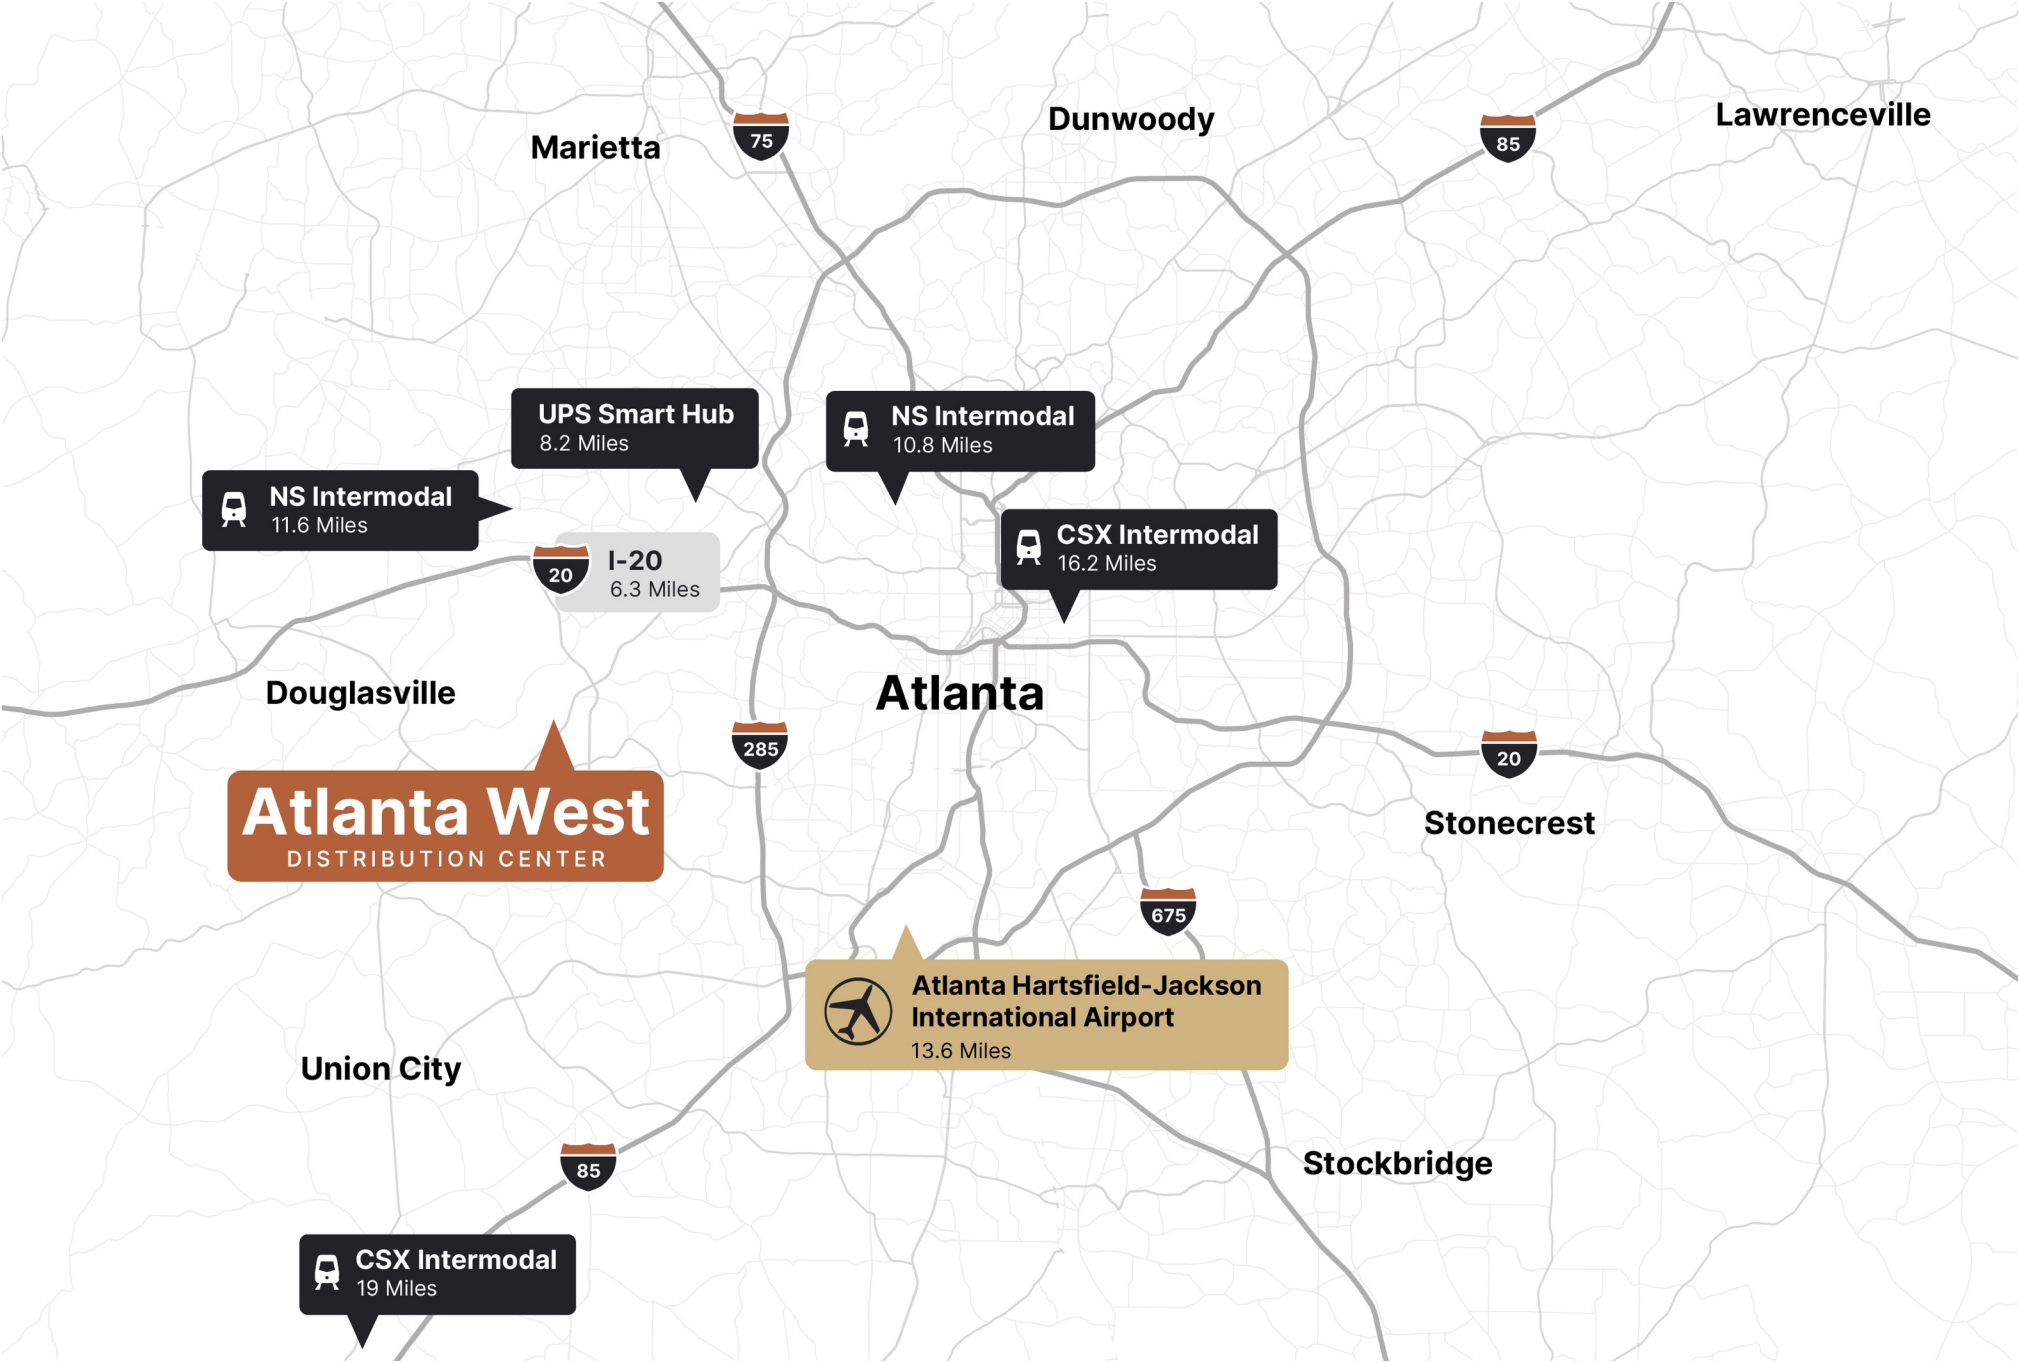 Lawrenceville
Dunwoody
85
75
Marietta
UPS Smart Hub
8.2 Miles
NS Intermodal
10.8 Miles
NS Intermodal
11.6 Miles
CSX Intermodal
16.2 Miles
I-20
20
6.3 Miles
Douglasville
Atlanta
285
20
Atlanta West
DISTRIBUTION CENTER
Stonecrest
675
Atlanta Hartsfield-Jackson
International Airport
13.6 Miles
Union City
85
Stockbridge
CSX Intermodal
19 Miles